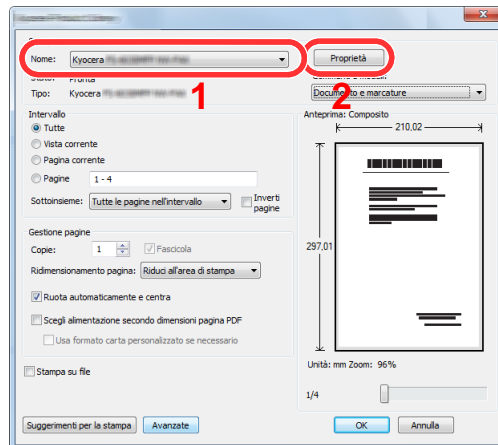 Nome: Kyocera
Proprietà
Stato: Pronta
Tipo: Kyocera
1
2
Documento e marcature
Intervallo
Tutte
Vista corrente
Pagina corrente
Pagine 1 - 4
Sottoinsieme: Tutte le pagine nell'intervallo Inverti
pagine
Gestione pagine
Copie: 1 Fascicola
Ridimensionamento pagina: Riduci all'area di stampa
Ruota automaticamente e centra
Scegli alimentazione secondo dimensioni pagina PDF
Usa formato carta personalizzato se necessario
Stampa su file
Anteprima: Composito
210,02
297,01
Unità: mm Zoom: 96%
1/4
Suggerimenti per la stampa Avanzate OK Annulla